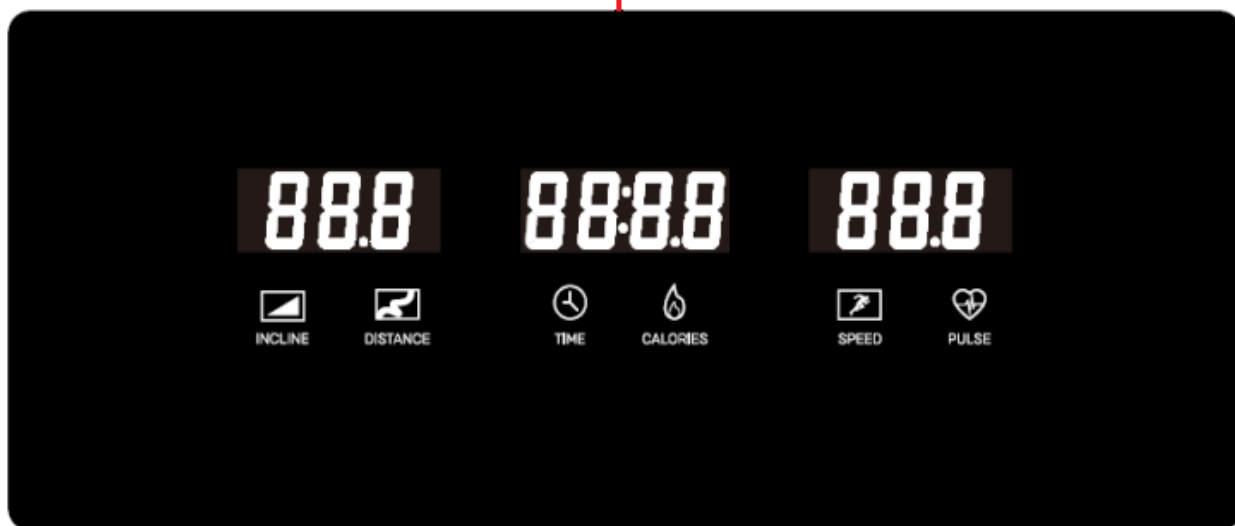 88.8 88:8.8 88.8
INCLINE DISTANCE TIME CALORIES SPEED PULSE